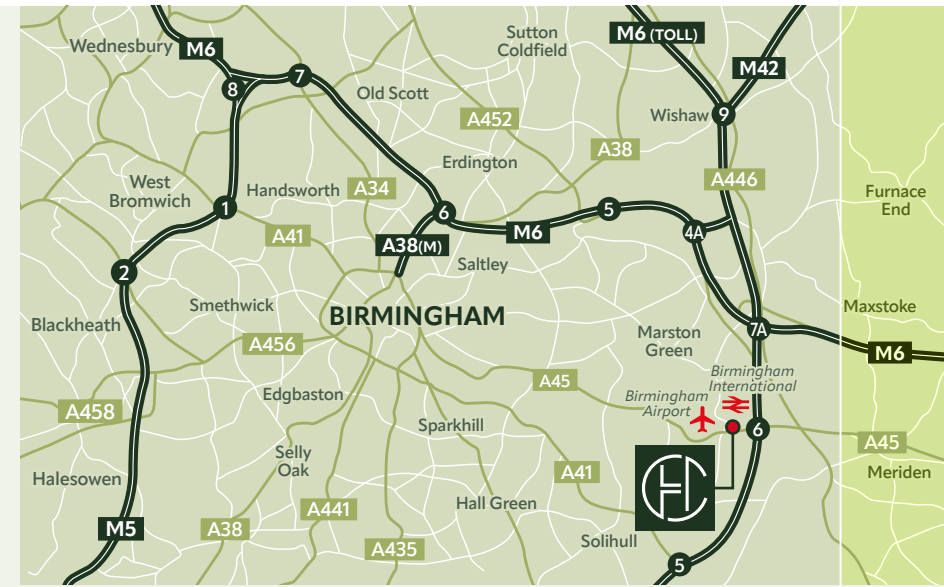 Wednesbury
M6
8
7
Old Scott
Sutton
Coldfield
M6 (TOLL)
M42
Wishaw
9
A452
A38
Erdington
A446
West
Bromwich
Handsworth
A34
Furnace
End
1
A41
6
A38(M)
M6
5
4A
Saltley
2
Smethwick
BIRMINGHAM
Maxstoke
Blackheath
A456
Marston
Green
7A
M6
Edgbaston
A45
Birmingham
International
Birmingham
Airport
A458
Sparkhill
6
A45
Halesowen
Selly
Oak
A41
Meriden
M5
A38
A441
Hall Green
A435
Solihull
5